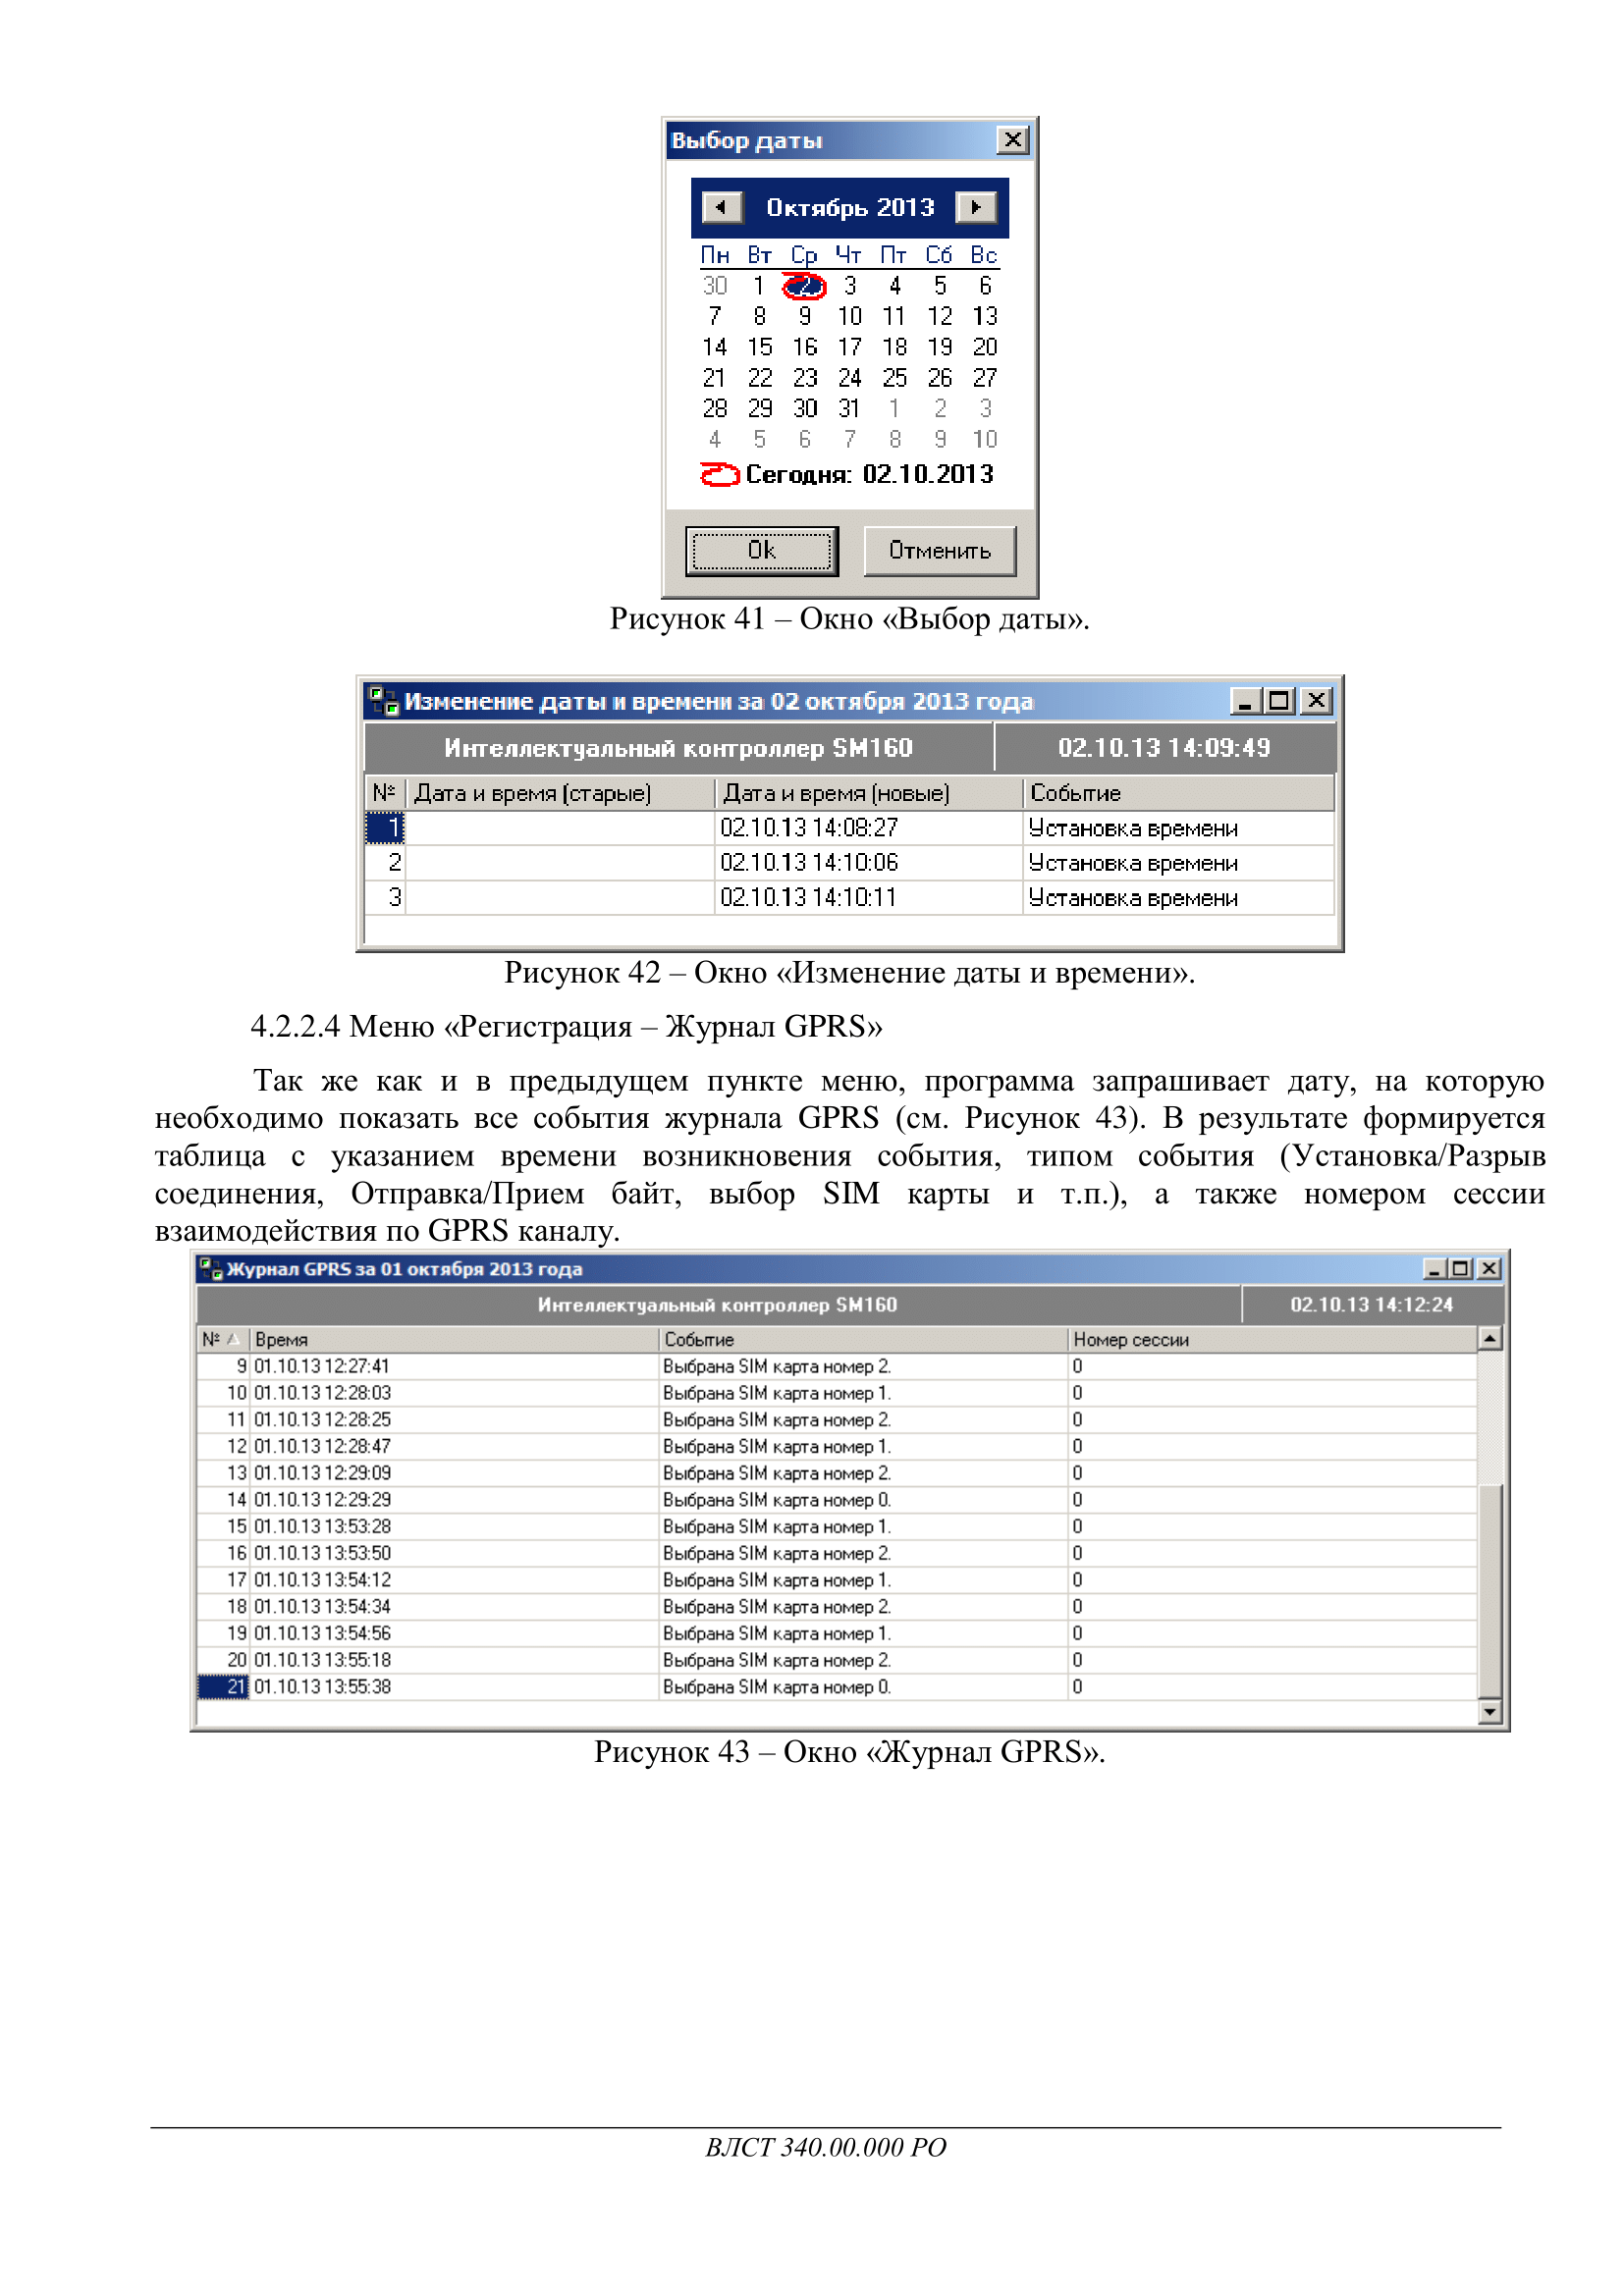 Выбор даты
Октябрь 2013
Пн Вт Ср Чт Пт Сб Вс
30 1 2 3 4 5 6
7 8 9 10 11 12 13
14 15 16 17 18 19 20
21 22 23 24 25 26 27
28 29 30 31 1 2 3
4 5 6 7 8 9 10
Сегодня: 02.10.2013
Ok Отменить
Рисунок 41 – Окно «Выбор даты».
Изменение даты и времени за 02 октября 2013 года
Интеллектуальный контроллер SM160 02.10.13 14:09:49
№ Дата и время (старые) Дата и время (новые) Событие
1 02.10.13 14:08:27 Установка времени
2 02.10.13 14:10:06 Установка времени
3 02.10.13 14:10:11 Установка времени
Рисунок 42 – Окно «Изменение даты и времени».
4.2.2.4 Меню «Регистрация – Журнал GPRS»
Так же как и в предыдущем пункте меню, программа запрашивает дату, на которую
необходимо показать все события журнала GPRS (см. Рисунок 43). В результате формируется
таблица с указанием времени возникновения события, типом события (Установка/Разрыв
соединения, Отправка/Прием байт, выбор SIM карты и т.п.), а также номером сессии
взаимодействия по GPRS каналу.
Журнал GPRS за 01 октября 2013 года
Интеллектуальный контроллер SM160 02.10.13 14:12:24
№ Время Событие Номер сессии
9 01.10.13 12:27:41 Выбрана SIM карта номер 2. 0
10 01.10.13 12:28:03 Выбрана SIM карта номер 1. 0
11 01.10.13 12:28:25 Выбрана SIM карта номер 2. 0
12 01.10.13 12:28:47 Выбрана SIM карта номер 1. 0
13 01.10.13 12:29:09 Выбрана SIM карта номер 2. 0
14 01.10.13 12:29:29 Выбрана SIM карта номер 0. 0
15 01.10.13 13:53:28 Выбрана SIM карта номер 1. 0
16 01.10.13 13:53:50 Выбрана SIM карта номер 2. 0
17 01.10.13 13:54:12 Выбрана SIM карта номер 1. 0
18 01.10.13 13:54:34 Выбрана SIM карта номер 2. 0
19 01.10.13 13:54:56 Выбрана SIM карта номер 1. 0
20 01.10.13 13:55:18 Выбрана SIM карта номер 2. 0
21 01.10.13 13:55:38 Выбрана SIM карта номер 0. 0
Рисунок 43 – Окно «Журнал GPRS».
ВЛСТ 340.00.000 РО